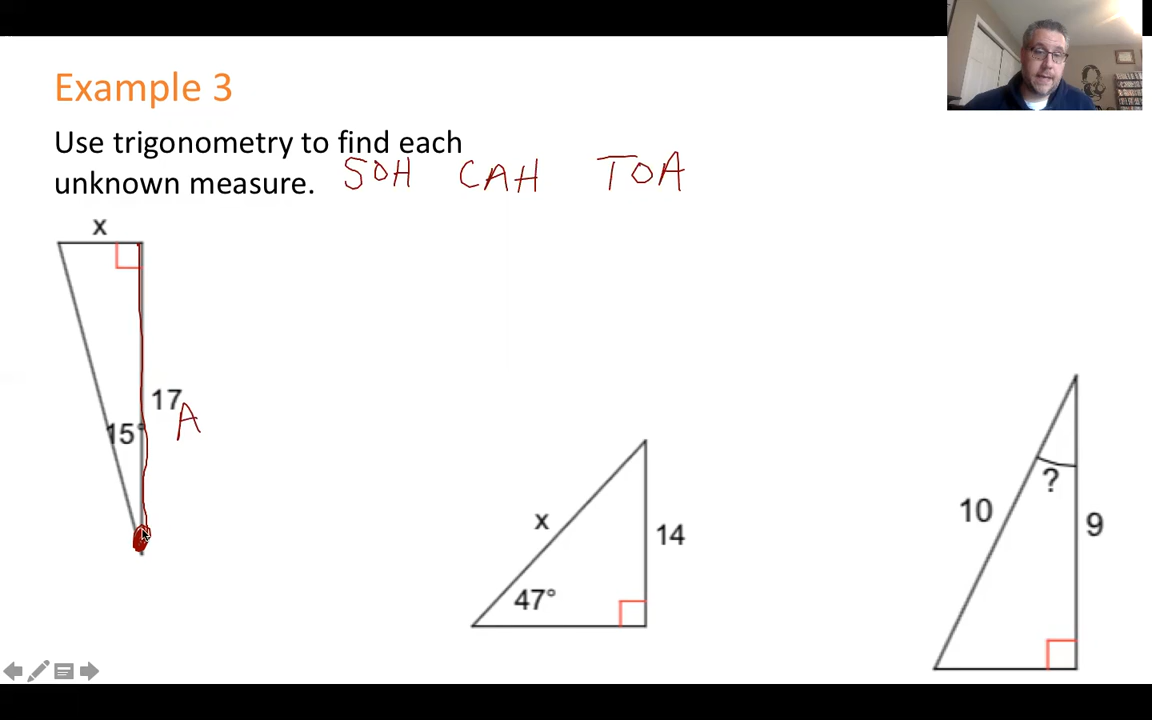 Example 3
Use trigonometry to find each
unknown measure.
SOH CAH TOA
x
17
A
15°
x
14
47°
10
?
9